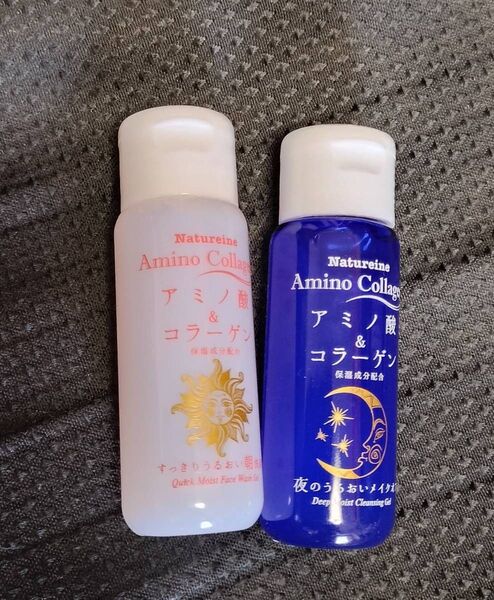 Natureine
Amino Collage
アミノ酸
&
コラーゲン
保湿成分配合
すっきりうるおい朝
Quick Moist Face Wash Gel
Natureine
Amino Collage
アミノ酸
&
コラーゲン
保湿成分配合
夜のうるおいメイク
Deep Moist Cleansing Gel